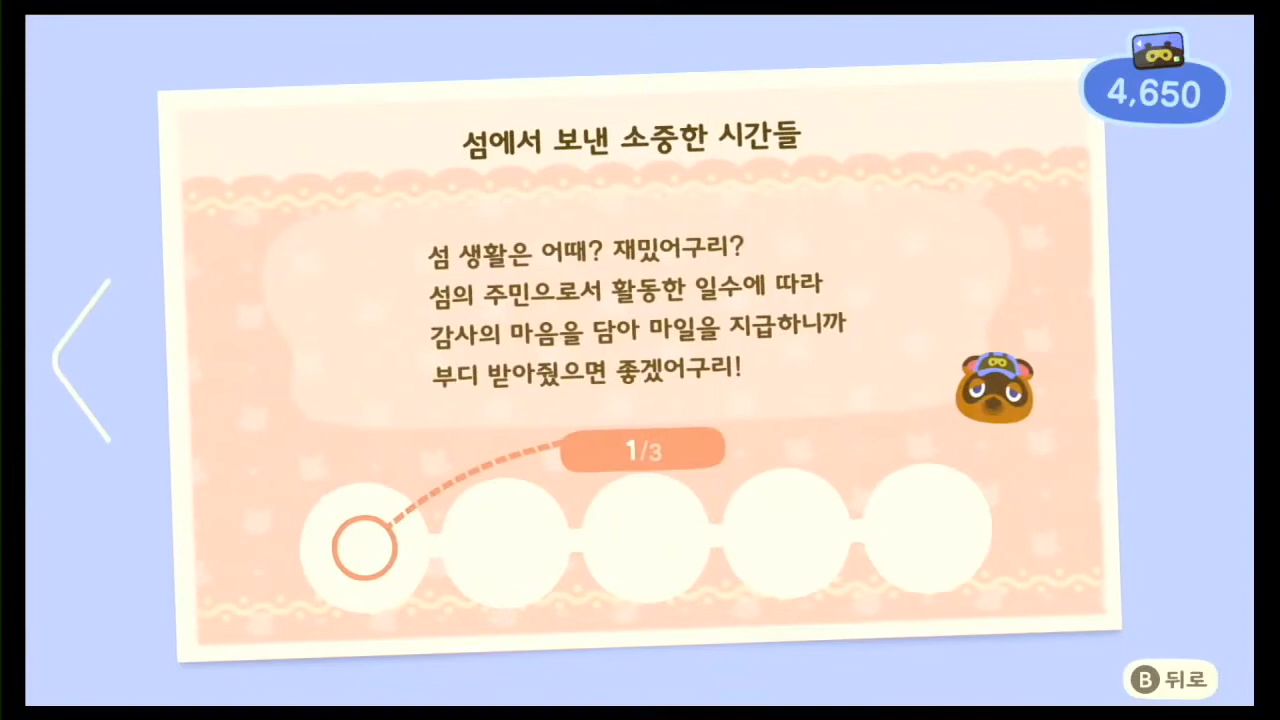 4,650
섬에서 보낸 소중한 시간들
섬 생활은 어때? 재밌어구리?
섬의 주민으로서 활동한 일수에 따라
감사의 마음을 담아 마일을 지급하니까
부디 받아줬으면 좋겠어구리!
1/3
B 뒤로